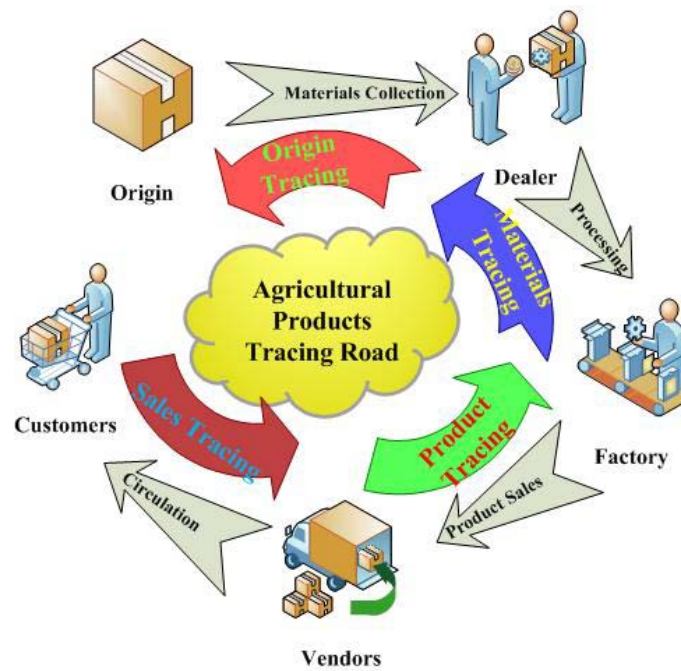 Materials Collection
Origin
Tracing
Origin
Dealer
Processing
Materials
Tracing
Agricultural
Products
Tracing Road
Customers
Sales Tracing
Product
Tracing
Factory
Circulation
Product Sales
Vendors